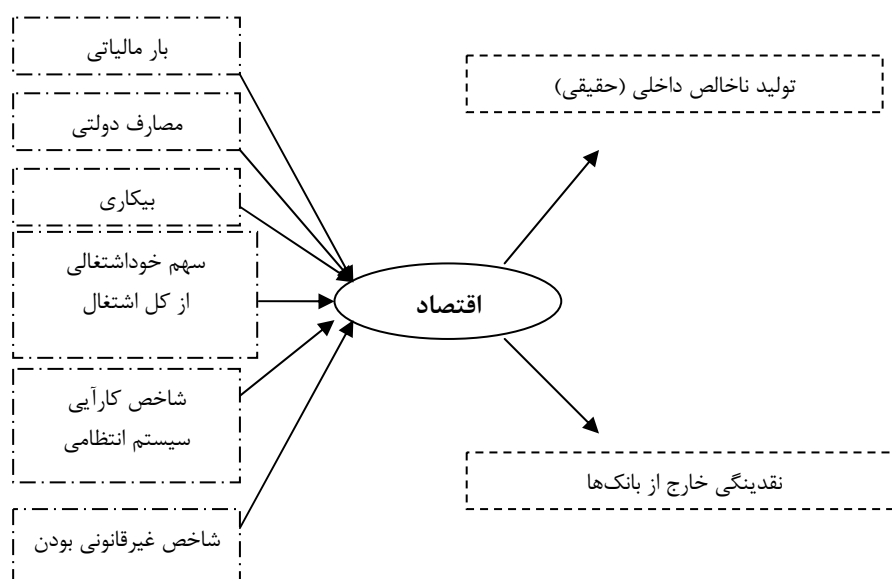 بار مالیاتی
مصارف دولتی
بیکاری
سهم خوداشتغالی
از کل اشتغال
شاخص کارآیی
سیستم انتظامی
شاخص غیرقانونی بودن
اقتصاد
تولید ناخالص داخلی (حقیقی)
نقدینگی خارج از بانک‌ها